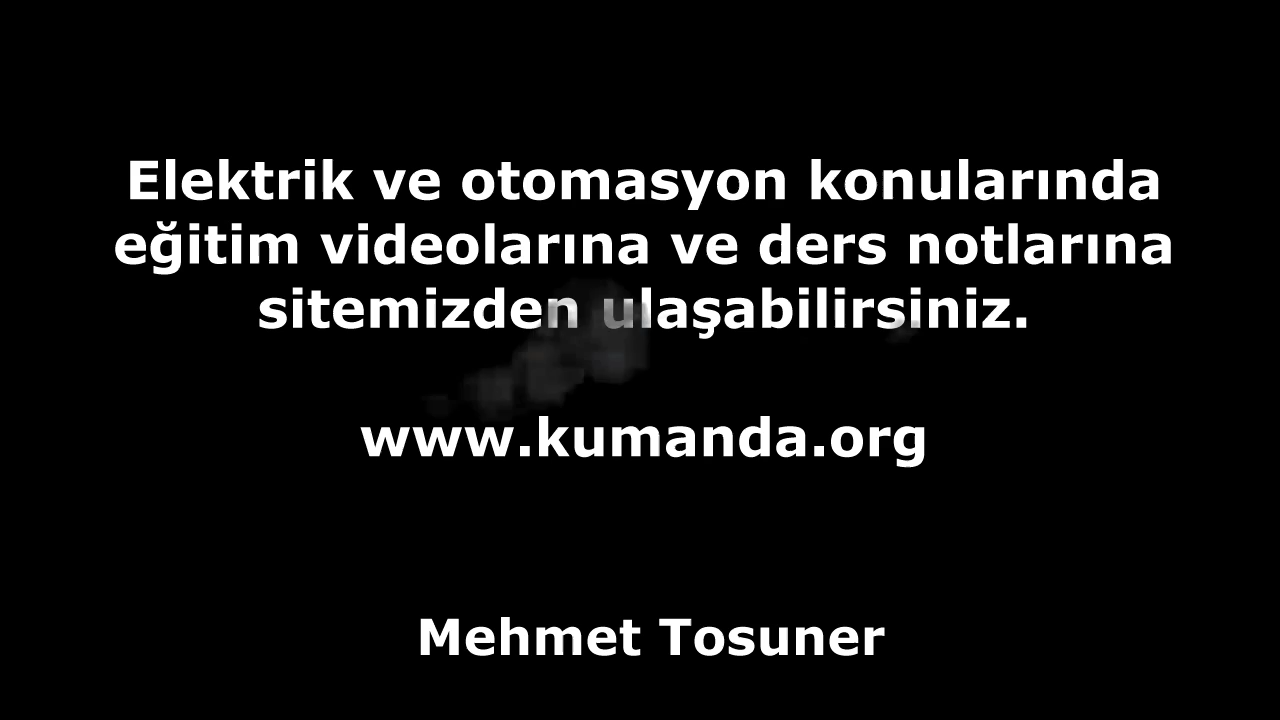 Elektrik ve otomasyon konularında
eğitim videolarına ve ders notlarına
sitemizden ulaşabilirsiniz.
www.kumanda.org
Mehmet Tosuner